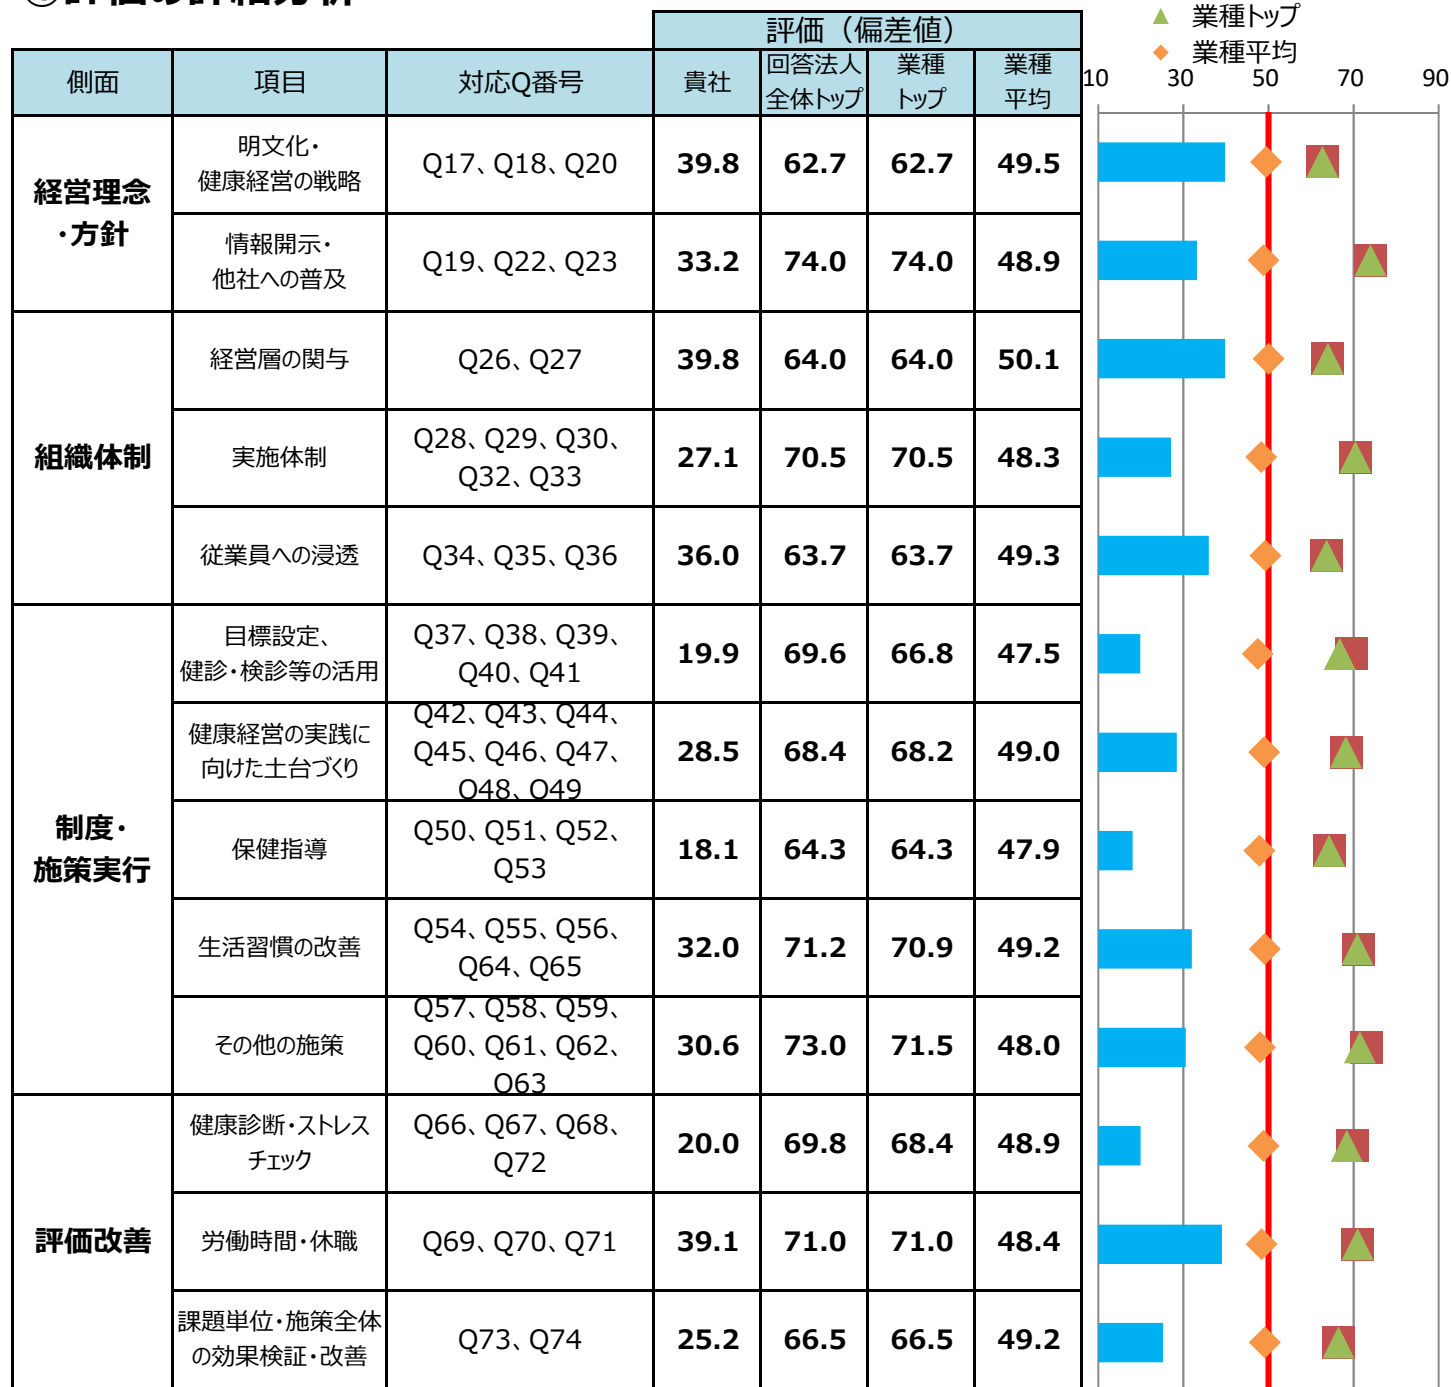 ①評価の詳細分析
▲ 業種トップ
◆ 業種平均
評価（偏差値）
側面 項目 対応Q番号 貴社 回答法人 業種 業種
全体トップ トップ 平均
10 30 50 70 90
経営理念
・方針
明文化・
健康経営の戦略
Q17、Q18、Q20 39.8 62.7 62.7 49.5
情報開示・
他社への普及
Q19、Q22、Q23 33.2 74.0 74.0 48.9
組織体制
経営層の関与 Q26、Q27 39.8 64.0 64.0 50.1
実施体制
Q28、Q29、Q30、
Q32、Q33
27.1 70.5 70.5 48.3
従業員への浸透 Q34、Q35、Q36 36.0 63.7 63.7 49.3
制度・
施策実行
目標設定、
健診・検診等の活用
Q37、Q38、Q39、
Q40、Q41
19.9 69.6 66.8 47.5
健康経営の実践に
向けた土台づくり
Q42、Q43、Q44、
Q45、Q46、Q47、
Q48、Q49
28.5 68.4 68.2 49.0
保健指導
Q50、Q51、Q52、
Q53
18.1 64.3 64.3 47.9
生活習慣の改善
Q54、Q55、Q56、
Q64、Q65
32.0 71.2 70.9 49.2
その他の施策
Q57、Q58、Q59、
Q60、Q61、Q62、
Q63
30.6 73.0 71.5 48.0
評価改善
健康診断・ストレス
チェック
Q66、Q67、Q68、
Q72
20.0 69.8 68.4 48.9
労働時間・休職 Q69、Q70、Q71 39.1 71.0 71.0 48.4
課題単位・施策全体
の効果検証・改善
Q73、Q74 25.2 66.5 66.5 49.2